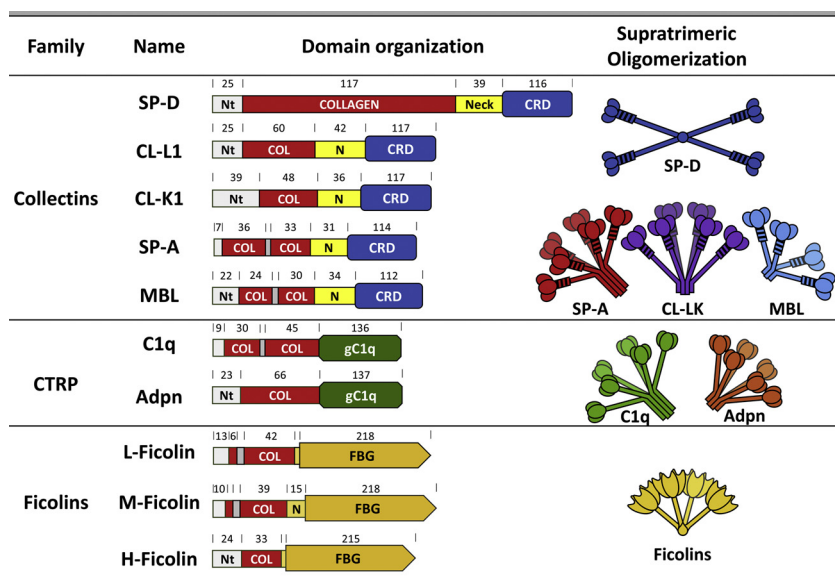 Family Name Domain organization Supratrimeric Oligomerization
Collectins
SP-D
25 117 39 116
Nt COLLAGEN Neck CRD
CL-L1
25 60 42 117
Nt COL N CRD
CL-K1
39 48 36 117
Nt COL N CRD
SP-A
7 36 33 31 114
COL COL N CRD
MBL
22 24 30 34 112
Nt COL COL N CRD
SP-D
SP-A CL-LK MBL
CTRP
C1q
9 30 45 136
COL COL gC1q
Adpn
23 66 137
Nt COL gC1q
C1q Adpn
Ficolins
L-Ficolin
13 6 42 218
COL FBG
M-Ficolin
10 39 15 218
COL N FBG
H-Ficolin
24 33 215
Nt COL FBG
Ficolins